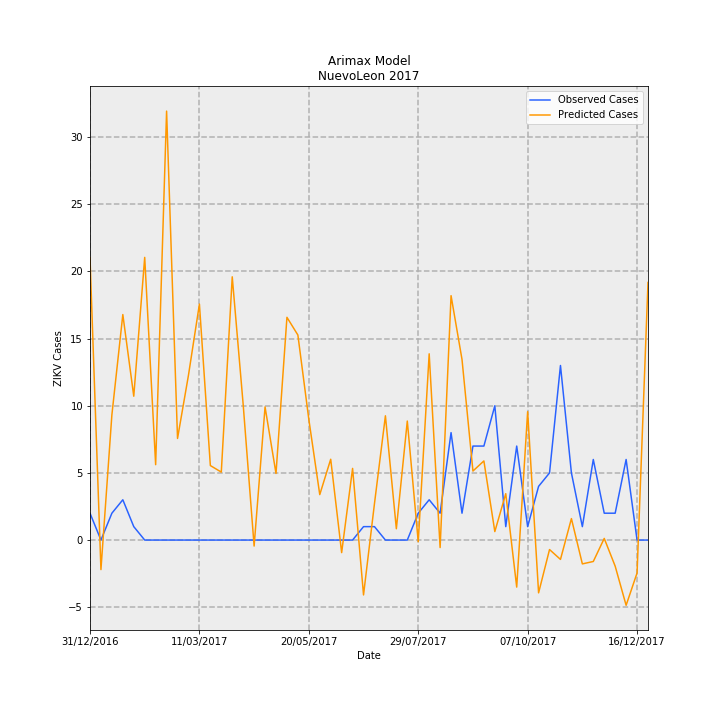 Arimax Model
NuevoLeon 2017
Observed Cases
Predicted Cases
ZIKV Cases
30
25
20
15
10
5
0
−5
31/12/2016
11/03/2017
20/05/2017
29/07/2017
07/10/2017
16/12/2017
Date